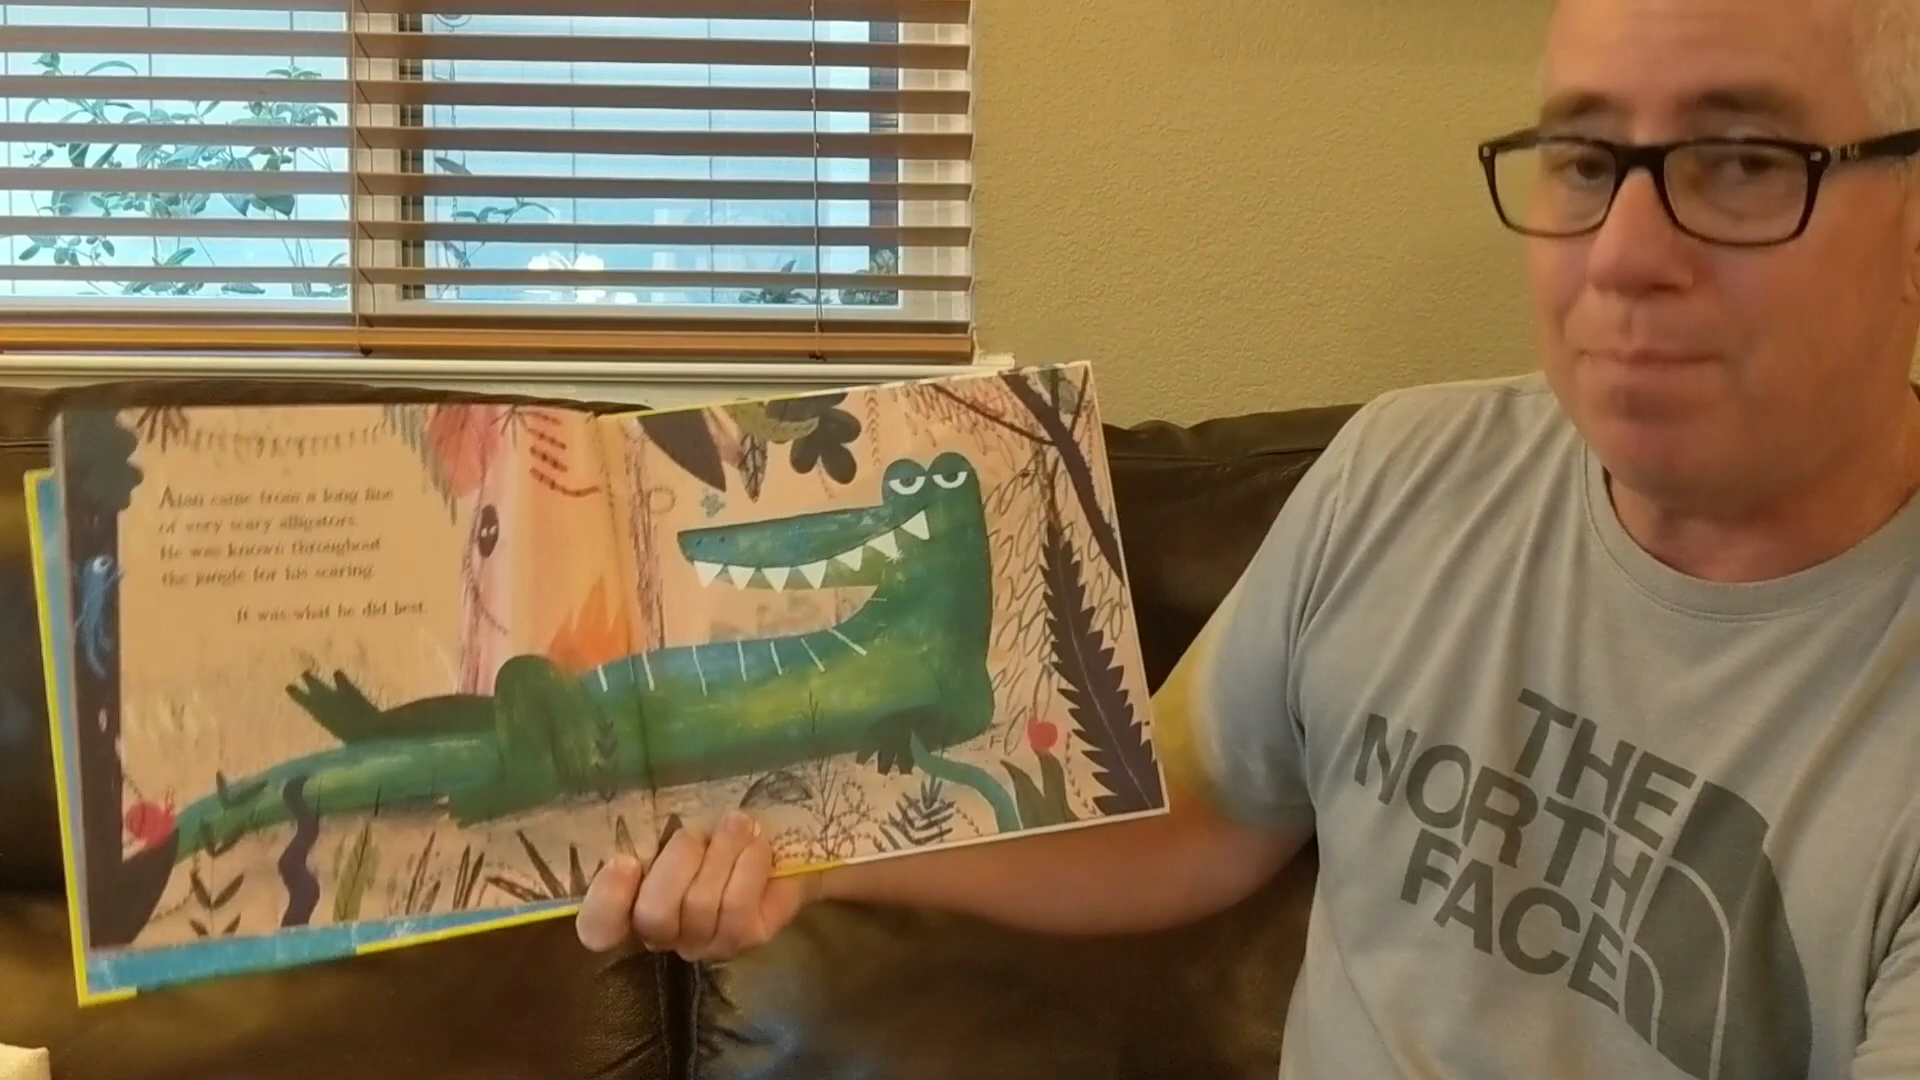 Alan came from a long line
of very scary alligators.
He was known throughout
the jungle for his scaring.
It was what he did best.
THE
NORTH
FACE